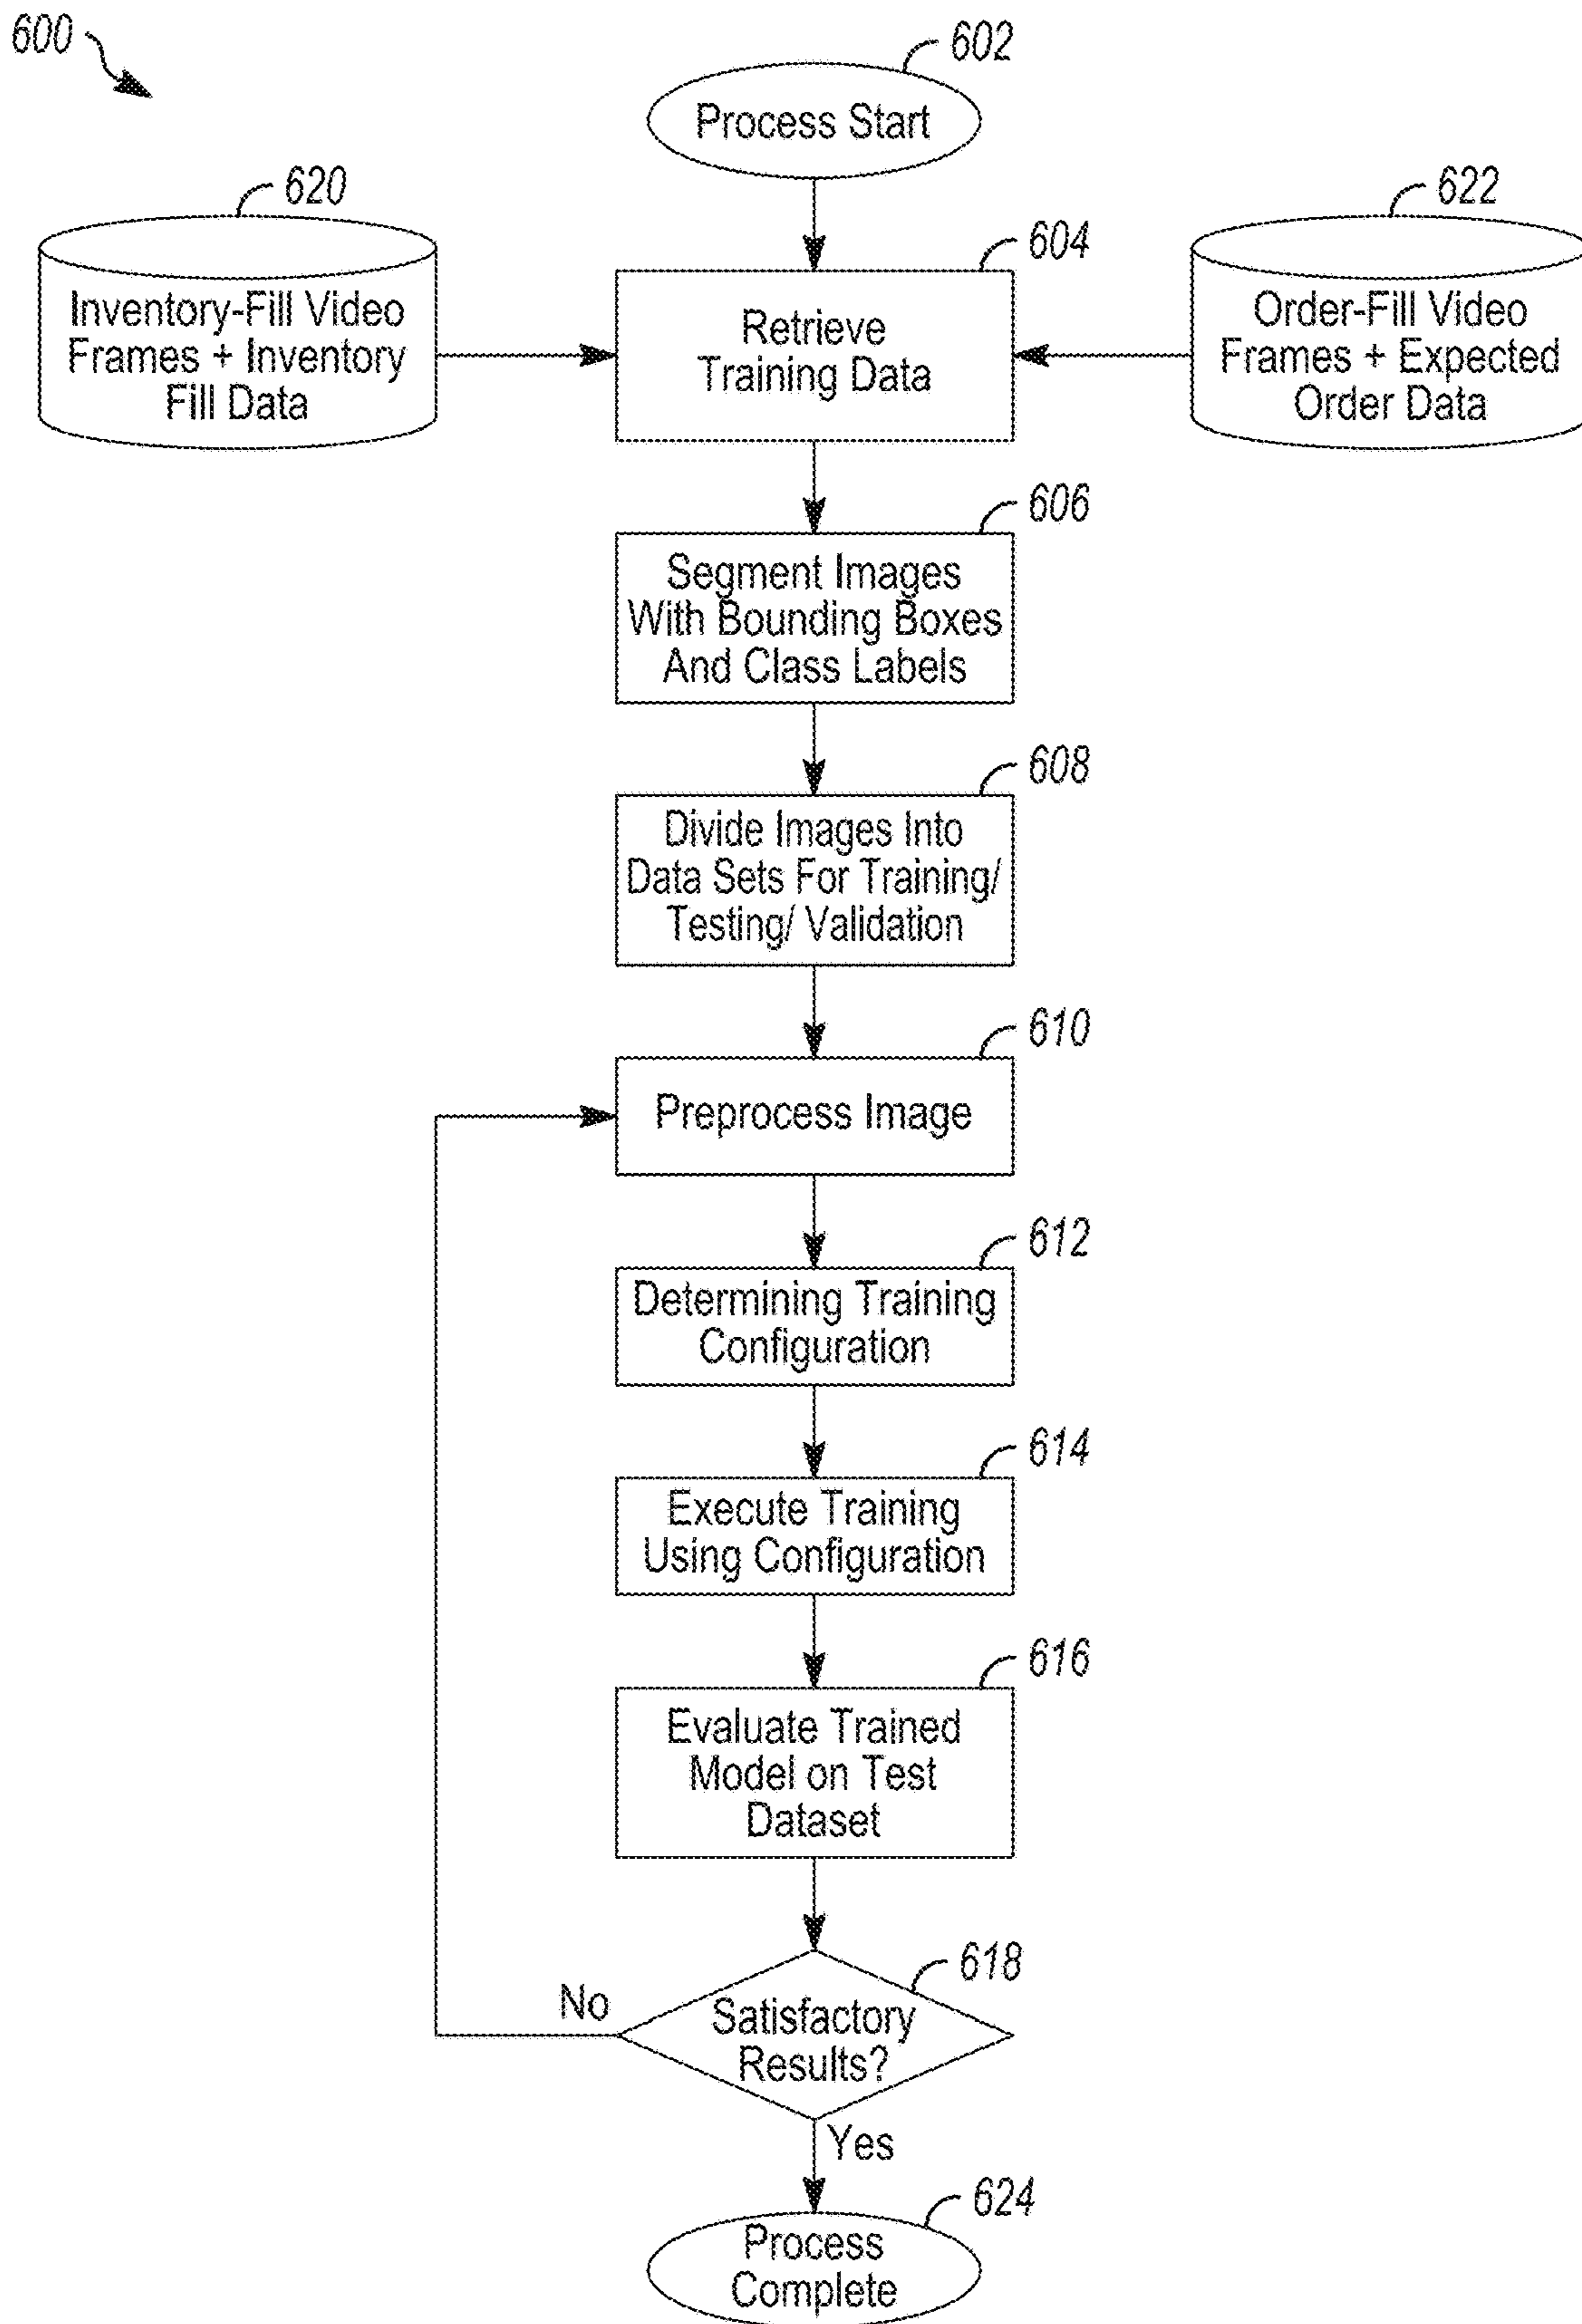 600
602
Process Start
620
Inventory-Fill Video
Frames + Inventory
Fill Data
604
Retrieve
Training Data
622
Order-Fill Video
Frames + Expected
Order Data
606
Segment Images
With Bounding Boxes
And Class Labels
608
Divide Images Into
Data Sets For Training/
Testing/ Validation
610
Preprocess Image
612
Determining Training
Configuration
614
Execute Training
Using Configuration
616
Evaluate Trained
Model on Test
Dataset
618
Satisfactory
Results?
No
Yes
624
Process
Complete